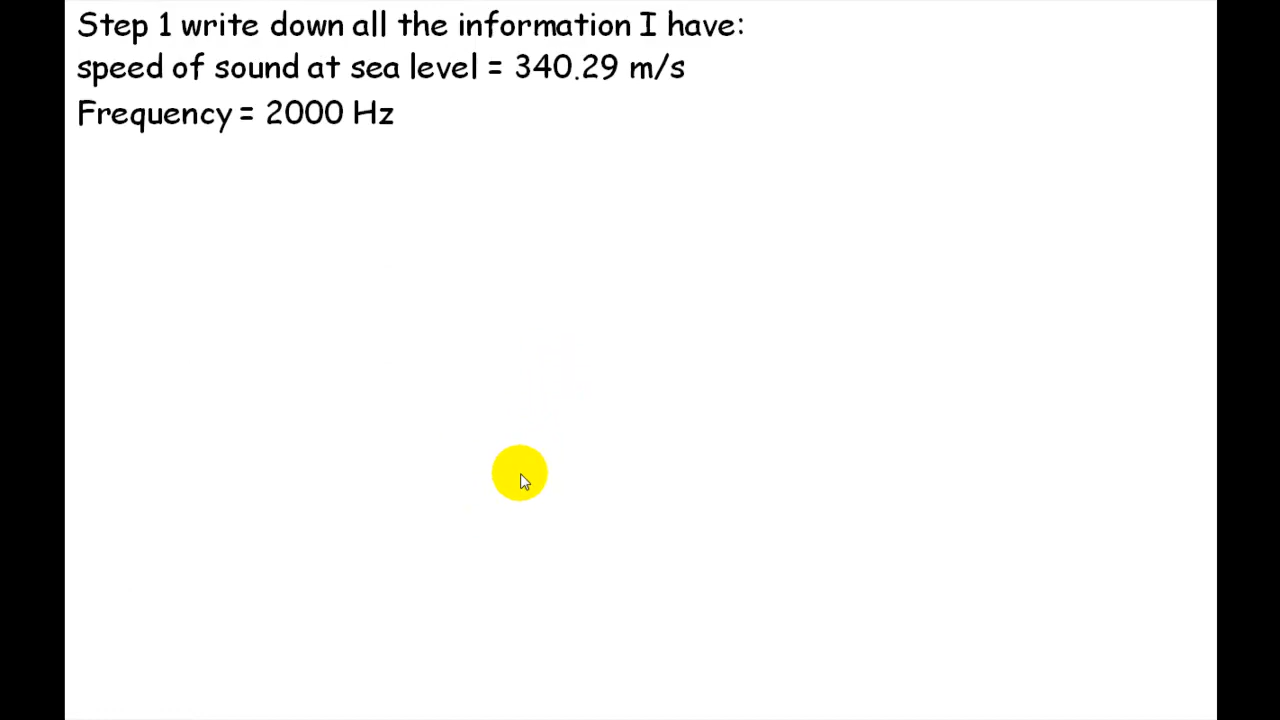 Step 1 write down all the information I have:
speed of sound at sea level = 340.29 m/s
Frequency = 2000 Hz